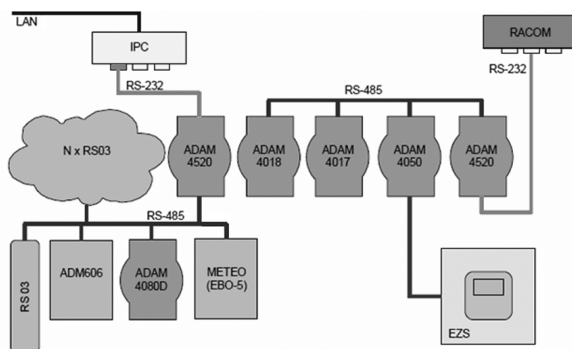 LAN
IPC
RACOM
RS-232
RS-232
RS-485
N x RS03
ADAM
4520
ADAM
4018
ADAM
4017
ADAM
4050
ADAM
4520
RS-485
RS 03
ADM606
ADAM
4080D
METEO
(EBO-5)
EZS